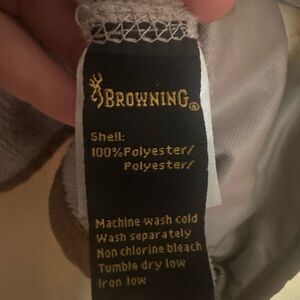 BROWNING®
Shell:
100%Polyester/
Polyester/
Machine wash cold
Wash separately
Non chlorine bleach
Tumble dry low
Iron low